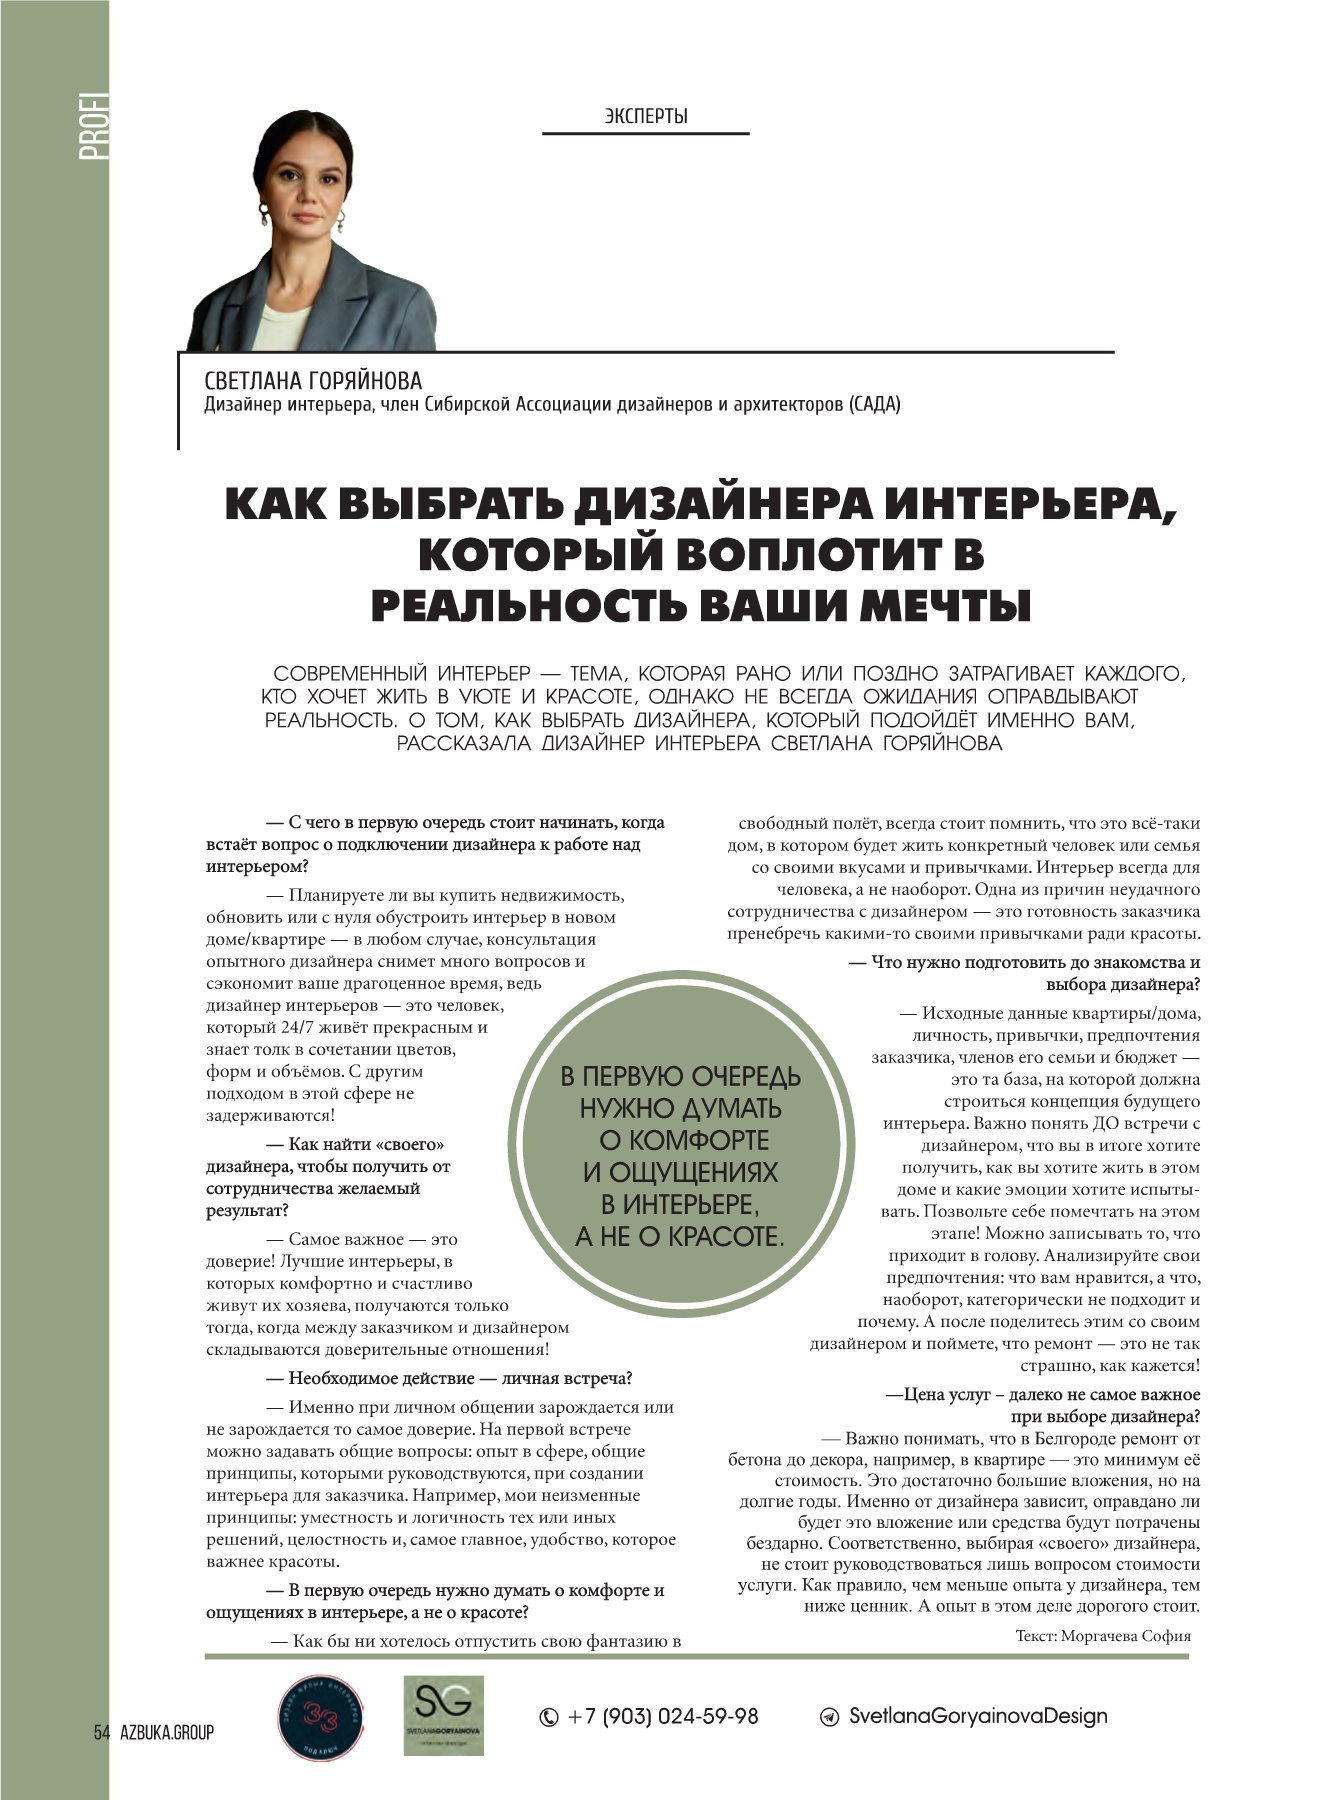 PROFI
ЭКСПЕРТЫ
СВЕТЛАНА ГОРЯЙНОВА
Дизайнер интерьера, член Сибирской Ассоциации дизайнеров и архитекторов (САДА)
КАК ВЫБРАТЬ ДИЗАЙНЕРА ИНТЕРЬЕРА,
КОТОРЫЙ ВОПЛОТИТ В
РЕАЛЬНОСТЬ ВАШИ МЕЧТЫ
СОВРЕМЕННЫЙ ИНТЕРЬЕР — ТЕМА, КОТОРАЯ РАНО ИЛИ ПОЗДНО ЗАТРАГИВАЕТ КАЖДОГО,
КТО ХОЧЕТ ЖИТЬ В УЮТЕ И КРАСОТЕ, ОДНАКО НЕ ВСЕГДА ОЖИДАНИЯ ОПРАВДЫВАЮТ
РЕАЛЬНОСТЬ. О ТОМ, КАК ВЫБРАТЬ ДИЗАЙНЕРА, КОТОРЫЙ ПОДОЙДЁТ ИМЕННО ВАМ,
РАССКАЗАЛА ДИЗАЙНЕР ИНТЕРЬЕРА СВЕТЛАНА ГОРЯЙНОВА
— С чего в первую очередь стоит начинать, когда
встаёт вопрос о подключении дизайнера к работе над
интерьером?
— Планируете ли вы купить недвижимость,
обновить или с нуля обустроить интерьер в новом
доме/квартире — в любом случае, консультация
опытного дизайнера снимет много вопросов и
сэкономит ваше драгоценное время, ведь
дизайнер интерьеров — это человек,
который 24/7 живёт прекрасным и
знает толк в сочетании цветов,
форм и объёмов. С другим
подходом в этой сфере не
задерживаются!
— Как найти «своего»
дизайнера, чтобы получить от
сотрудничества желаемый
результат?
— Самое важное — это
доверие! Лучшие интерьеры, в
которых комфортно и счастливо
живут их хозяева, получаются только
тогда, когда между заказчиком и дизайнером
складываются доверительные отношения!
— Необходимое действие — личная встреча?
— Именно при личном общении зарождается или
не зарождается то самое доверие. На первой встрече
можно задавать общие вопросы: опыт в сфере, общие
принципы, которыми руководствуются, при создании
интерьера для заказчика. Например, мои неизменные
принципы: уместность и логичность тех или иных
решений, целостность и, самое главное, удобство, которое
важнее красоты.
— В первую очередь нужно думать о комфорте и
ощущениях в интерьере, а не о красоте?
— Как бы ни хотелось отпустить свою фантазию в
В ПЕРВУЮ ОЧЕРЕДЬ
НУЖНО ДУМАТЬ
О КОМФОРТЕ
И ОЩУЩЕНИЯХ
В ИНТЕРЬЕРЕ,
А НЕ О КРАСОТЕ.
свободный полёт, всегда стоит помнить, что это всё-таки
дом, в котором будет жить конкретный человек или семья
со своими вкусами и привычками. Интерьер всегда для
человека, а не наоборот. Одна из причин неудачного
сотрудничества с дизайнером — это готовность заказчика
пренебречь какими-то своими привычками ради красоты.
— Что нужно подготовить до знакомства и
выбора дизайнера?
— Исходные данные квартиры/дома,
личность, привычки, предпочтения
заказчика, членов его семьи и бюджет —
это та база, на которой должна
строиться концепция будущего
интерьера. Важно понять ДО встречи с
дизайнером, что вы в итоге хотите
получить, как вы хотите жить в этом
доме и какие эмоции хотите испыты-
вать. Позвольте себе помечтать на этом
этапе! Можно записывать то, что
приходит в голову. Анализируйте свои
предпочтения: что вам нравится, а что,
наоборот, категорически не подходит и
почему. А после поделитесь этим со своим
дизайнером и поймете, что ремонт — это не так
страшно, как кажется!
—Цена услуг – далеко не самое важное
при выборе дизайнера?
— Важно понимать, что в Белгороде ремонт от
бетона до декора, например, в квартире — это минимум её
стоимость. Это достаточно большие вложения, но на
долгие годы. Именно от дизайнера зависит, оправдано ли
будет это вложение или средства будут потрачены
бездарно. Соответственно, выбирая «своего» дизайнера,
не стоит руководствоваться лишь вопросом стоимости
услуги. Как правило, чем меньше опыта у дизайнера, тем
ниже ценник. А опыт в этом деле дорогого стоит.
Текст: Моргачева София
ДИЗАЙН ЖИЛЫХ ИНТЕРЬЕРОВ
33
ПОД КЛЮЧ
SG
SVETLANAGORYAINOVA
interior design
+7 (903) 024-59-98
SvetlanaGoryainovaDesign
54 AZBUKA.GROUP